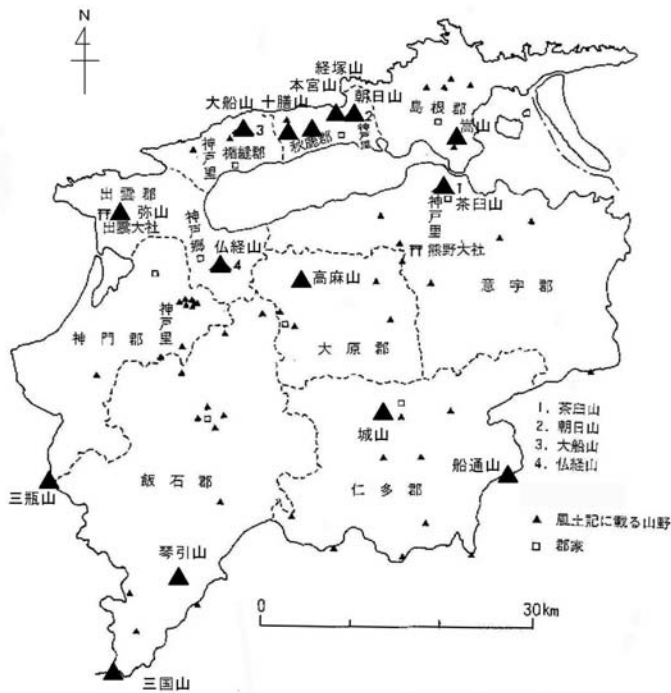 N
経塚山
本宮山
朝日山
大船山 十膳山
2
島根郡
嵩山
3
秋鹿郡
神戸里
神戸里
楯縫郡
1
茶臼山
神戸里
出雲郡
弥山
出雲大社
神戸郷
仏経山
4
熊野大社
高麻山
意宇郡
神門郡
神戸里
大原郡
1. 茶臼山
2. 朝日山
3. 大船山
4. 仏経山
城山
船通山
三瓶山
飯石郡
仁多郡
風土記に載る山野
郡家
琴引山
0 30km
三国山